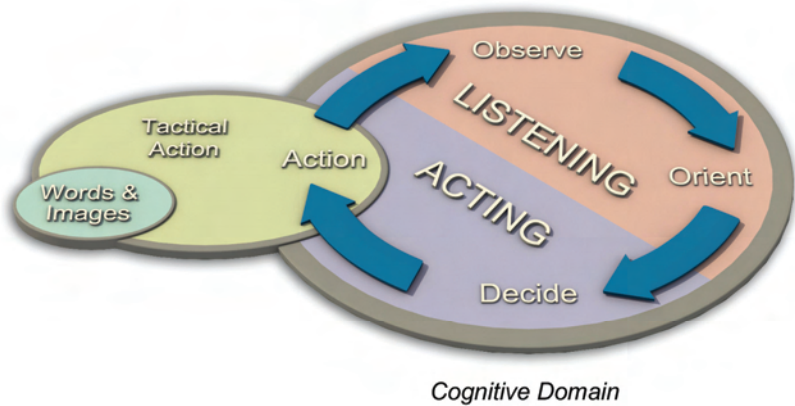 Observe
LISTENING
Tactical
Action
Action
Orient
ACTING
Words &
Images
Decide
Cognitive Domain